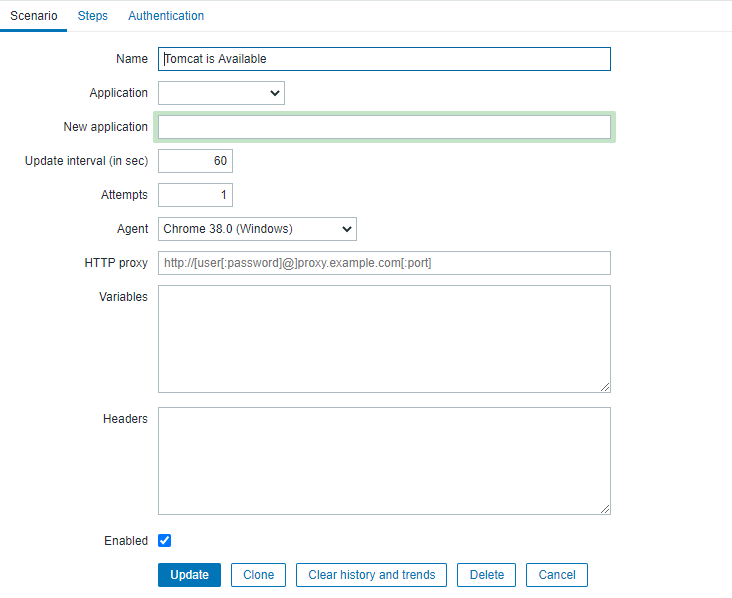 Scenario Steps Authentication
Name Tomcat is Available
Application
New application
Update interval (in sec) 60
Attempts 1
Agent Chrome 38.0 (Windows)
HTTP proxy http://[user[:password]@]proxy.example.com[:port]
Variables
Headers
Enabled
Update Clone Clear history and trends Delete Cancel